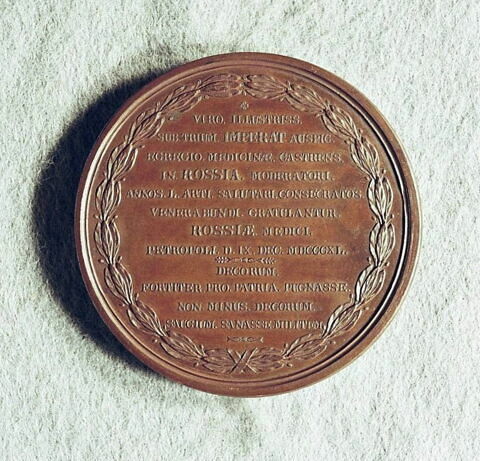 VIRO. ILLUSTRISS.
SUB TRIUM. IMPERAT AUSPIC.
EGREGIO. MEDICINÆ. CASTRENS.
IN. ROSSIA. MODERATORI.
ANNOS. L. ARTI. SALUTARI. CONSECRATOS.
VENERABUNDI. GRATULANTUR.
ROSSIÆ. MEDICI.
PETROPOLI. D. IX. DEC. MDCCCXL.
DECORUM.
FORTITER. PRO. PATRIA. PUGNASSE.
NON. MINUS. DECORUM.
SAUCIUM. SANASSE. MILITEM.